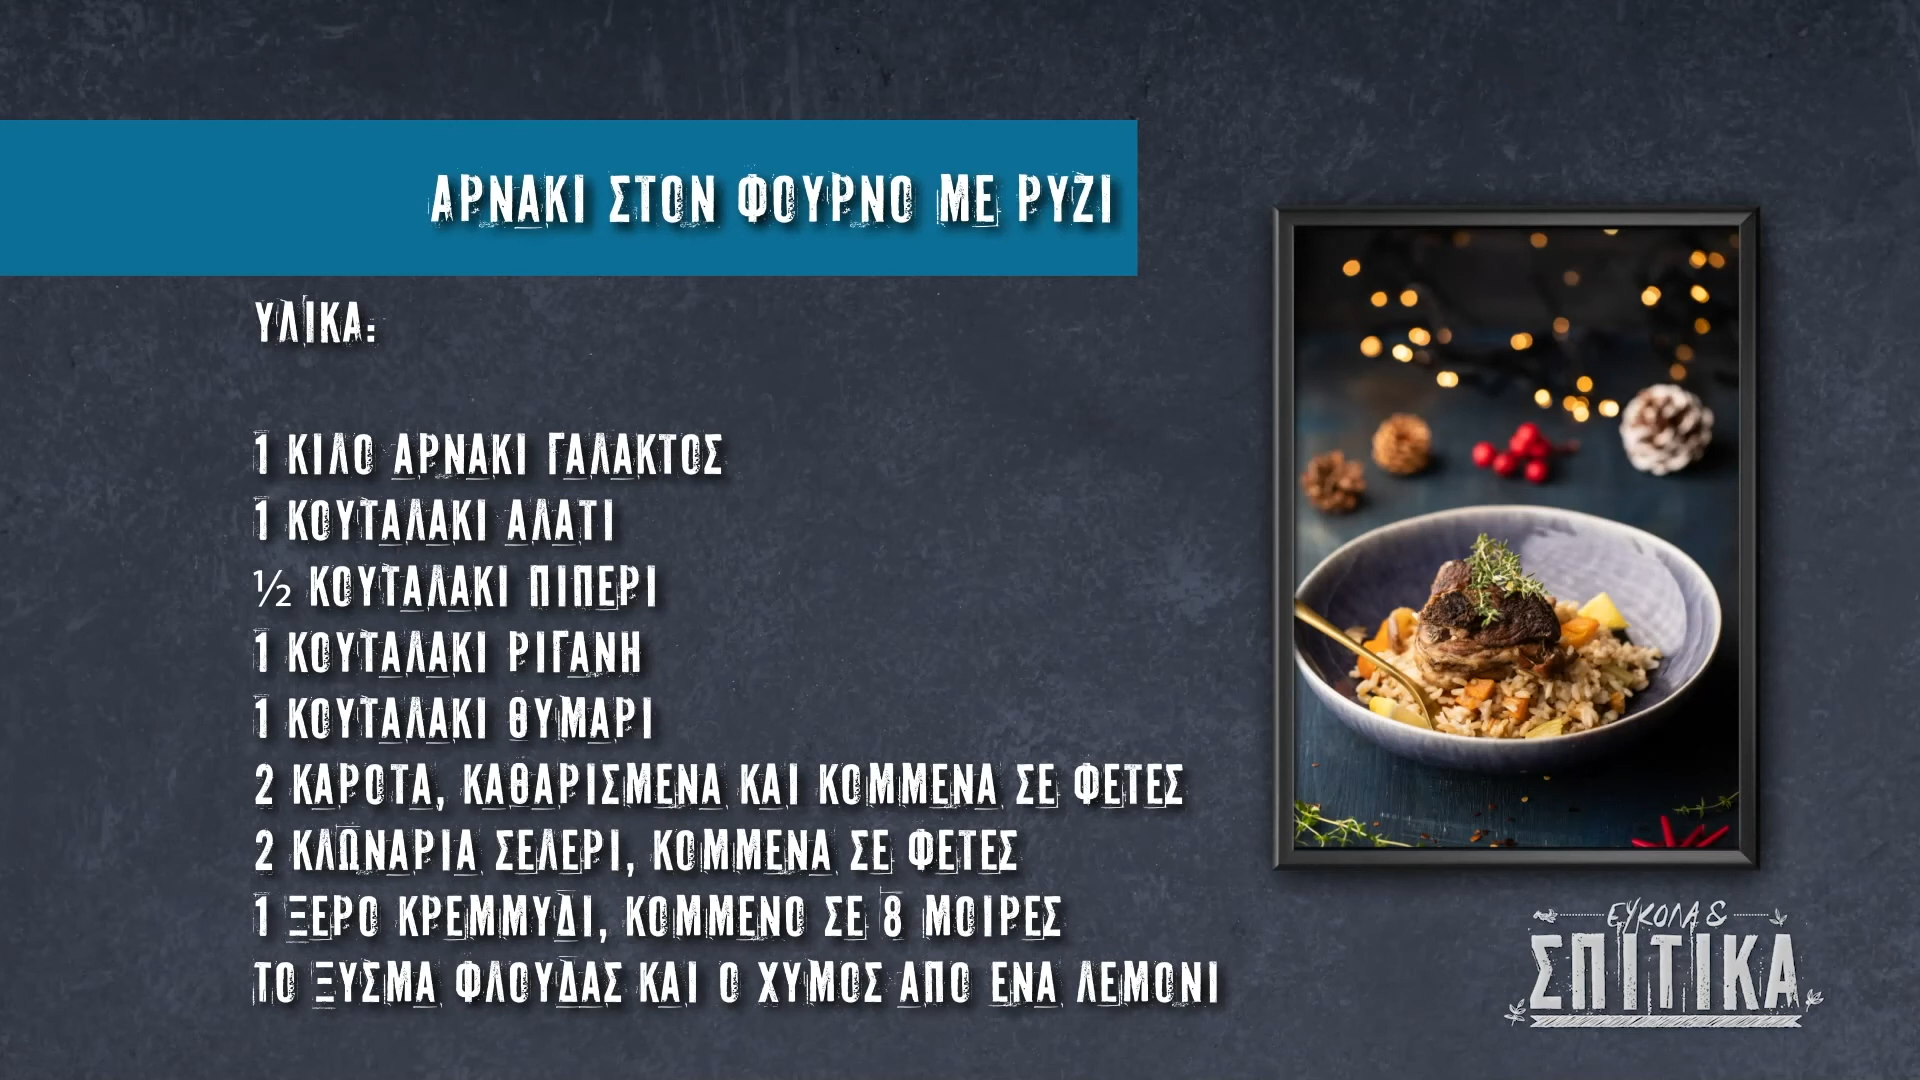 ΑΡΝΑΚΙ ΣΤΟΝ ΦΟΥΡΝΟ ΜΕ ΡΥΖΙ
ΥΛΙΚΑ:
1 ΚΙΛΟ ΑΡΝΑΚΙ ΓΑΛΑΚΤΟΣ
1 ΚΟΥΤΑΛΑΚΙ ΑΛΑΤΙ
½ ΚΟΥΤΑΛΑΚΙ ΠΙΠΕΡΙ
1 ΚΟΥΤΑΛΑΚΙ ΡΙΓΑΝΗ
1 ΚΟΥΤΑΛΑΚΙ ΘΥΜΑΡΙ
2 ΚΑΡΟΤΑ, ΚΑΘΑΡΙΣΜΕΝΑ ΚΑΙ ΚΟΜΜΕΝΑ ΣΕ ΦΕΤΕΣ
2 ΚΛΩΝΑΡΙΑ ΣΕΛΕΡΙ, ΚΟΜΜΕΝΑ ΣΕ ΦΕΤΕΣ
1 ΞΕΡΟ ΚΡΕΜΜΥΔΙ, ΚΟΜΜΕΝΟ ΣΕ 8 ΜΟΙΡΕΣ
ΤΟ ΞΥΣΜΑ ΦΛΟΥΔΑΣ ΚΑΙ Ο ΧΥΜΟΣ ΑΠΟ ΕΝΑ ΛΕΜΟΝΙ
ΕΥΚΟΛΑ &
ΣΠΙΤΙΚΑ